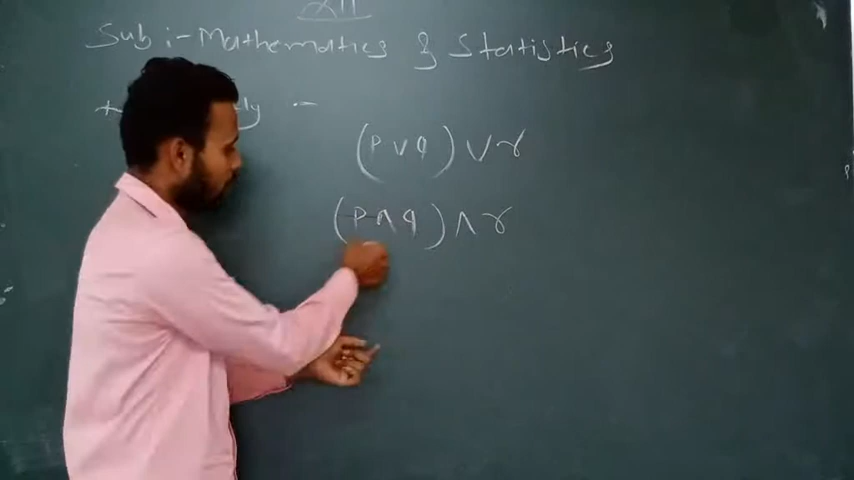 XII
Sub :- Mathematics & Statistics
(p ∨ q) ∨ r
(p ∧ q) ∧ r